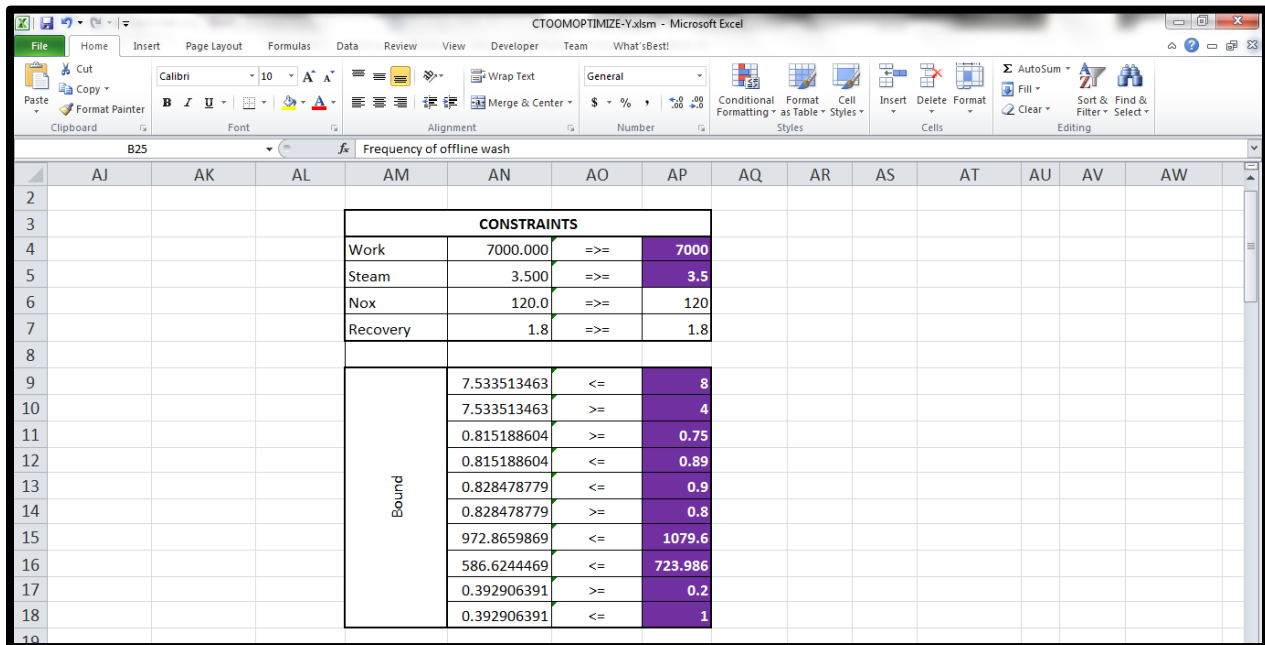 CTOOMOPTIMIZE-Y.xlsm - Microsoft Excel
File Home Insert Page Layout Formulas Data Review View Developer Team What'sBest!
Paste
Cut
Copy
Format Painter
Clipboard
Calibri 10 A A
B I U A
Font
Wrap Text
Merge & Center
Alignment
General
$ % , .0 .00 .00 .0
Number
Conditional Formatting
Format as Table
Cell Styles
Styles
Insert Delete Format
Cells
Σ AutoSum
Fill
Clear
Sort & Filter
Find & Select
Editing
B25 fx Frequency of offline wash
AJ AK AL AM AN AO AP AQ AR AS AT AU AV AW
2
3 CONSTRAINTS
4 Work 7000.000 =>= 7000
5 Steam 3.500 =>= 3.5
6 Nox 120.0 =>= 120
7 Recovery 1.8 =>= 1.8
8
Bound
9 7.533513463 <= 8
10 7.533513463 >= 4
11 0.815188604 >= 0.75
12 0.815188604 <= 0.89
13 0.828478779 <= 0.9
14 0.828478779 >= 0.8
15 972.8659869 <= 1079.6
16 586.6244469 <= 723.986
17 0.392906391 >= 0.2
18 0.392906391 <= 1
19